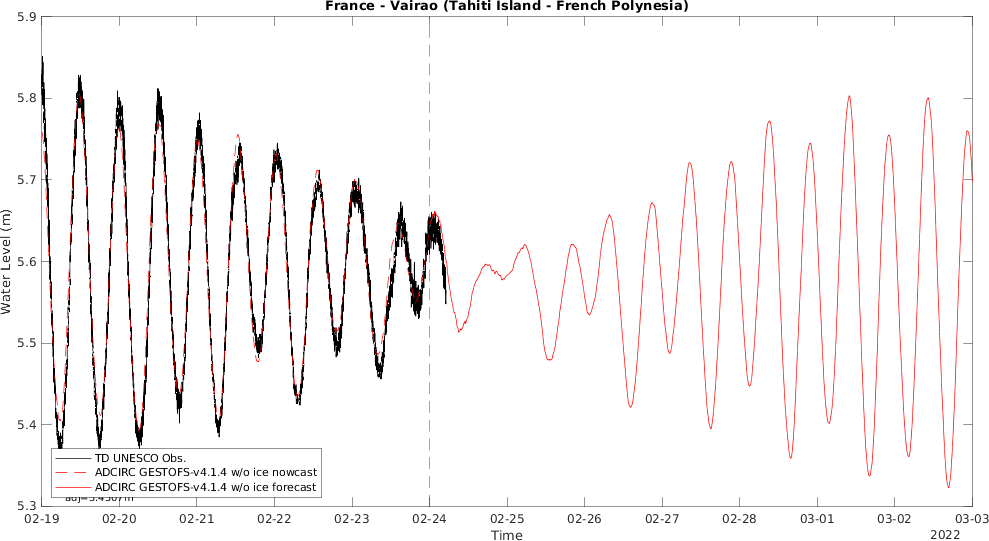 France - Vairao (Tahiti Island - French Polynesia)
5.9
5.8
5.7
5.6
5.5
5.4
5.3
Water Level (m)
TD UNESCO Obs.
ADCIRC GESTOFS-v4.1.4 w/o ice nowcast
ADCIRC GESTOFS-v4.1.4 w/o ice forecast
02-19 02-20 02-21 02-22 02-23 02-24 02-25 02-26 02-27 02-28 03-01 03-02 03-03
Time
2022